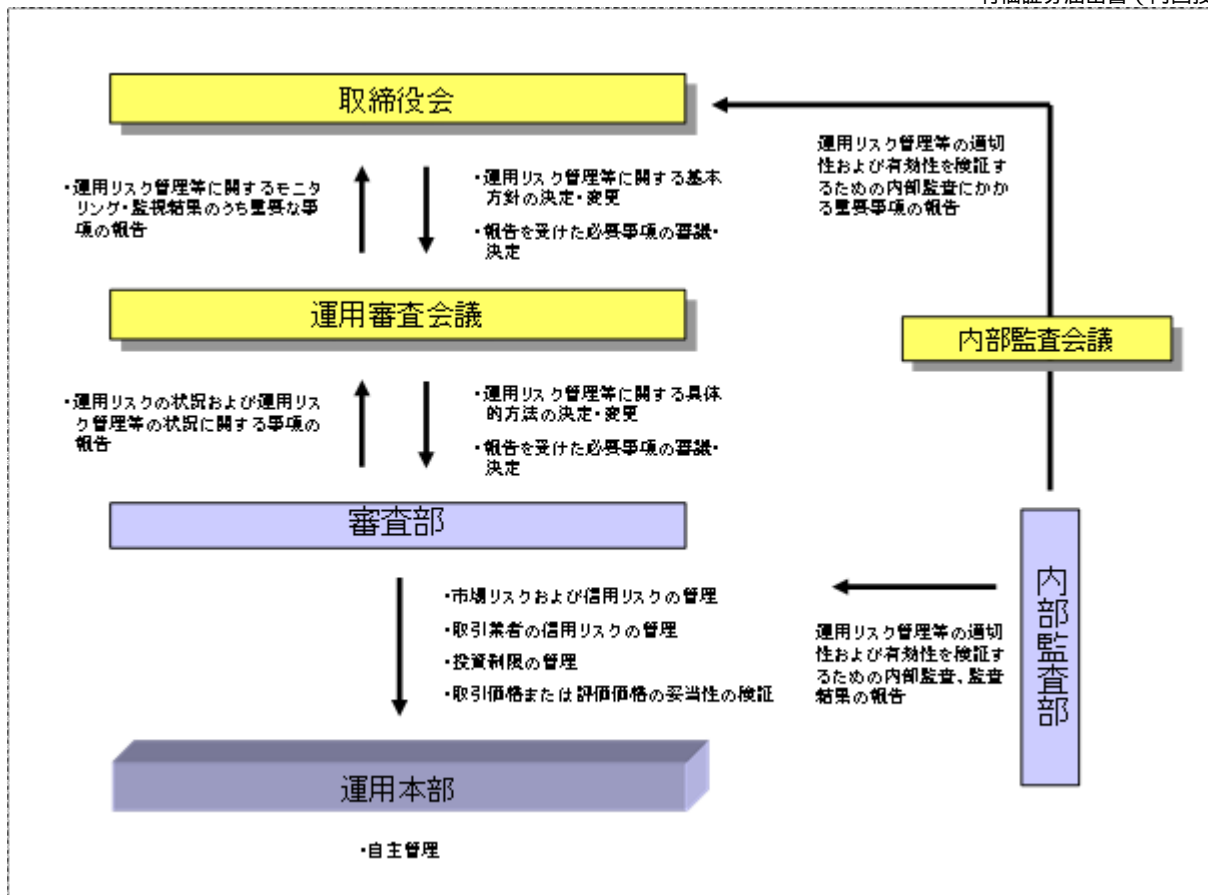 取締役会
運用リスク管理等の適切
性および有効性を検証す
るための内部監査にかか
る重要事項の報告
・運用リスク管理等に関するモニタ
リング・監視結果のうち重要な事
項の報告
・運用リスク管理等に関する基本
方針の決定・変更
・報告を受けた必要事項の審議・
決定
運用審査会議
内部監査会議
・運用リスクの状況および運用リス
ク管理等の状況に関する事項の
報告
・運用リスク管理等に関する具体
的方法の決定・変更
・報告を受けた必要事項の審議・
決定
審査部
内部監査部
・市場リスクおよび信用リスクの管理
・取引業者の信用リスクの管理
・投資制限の管理
・取引価格または評価価格の妥当性の検証
運用リスク管理等の適切
性および有効性を検証す
るための内部監査、監査
結果の報告
運用本部
・自主管理